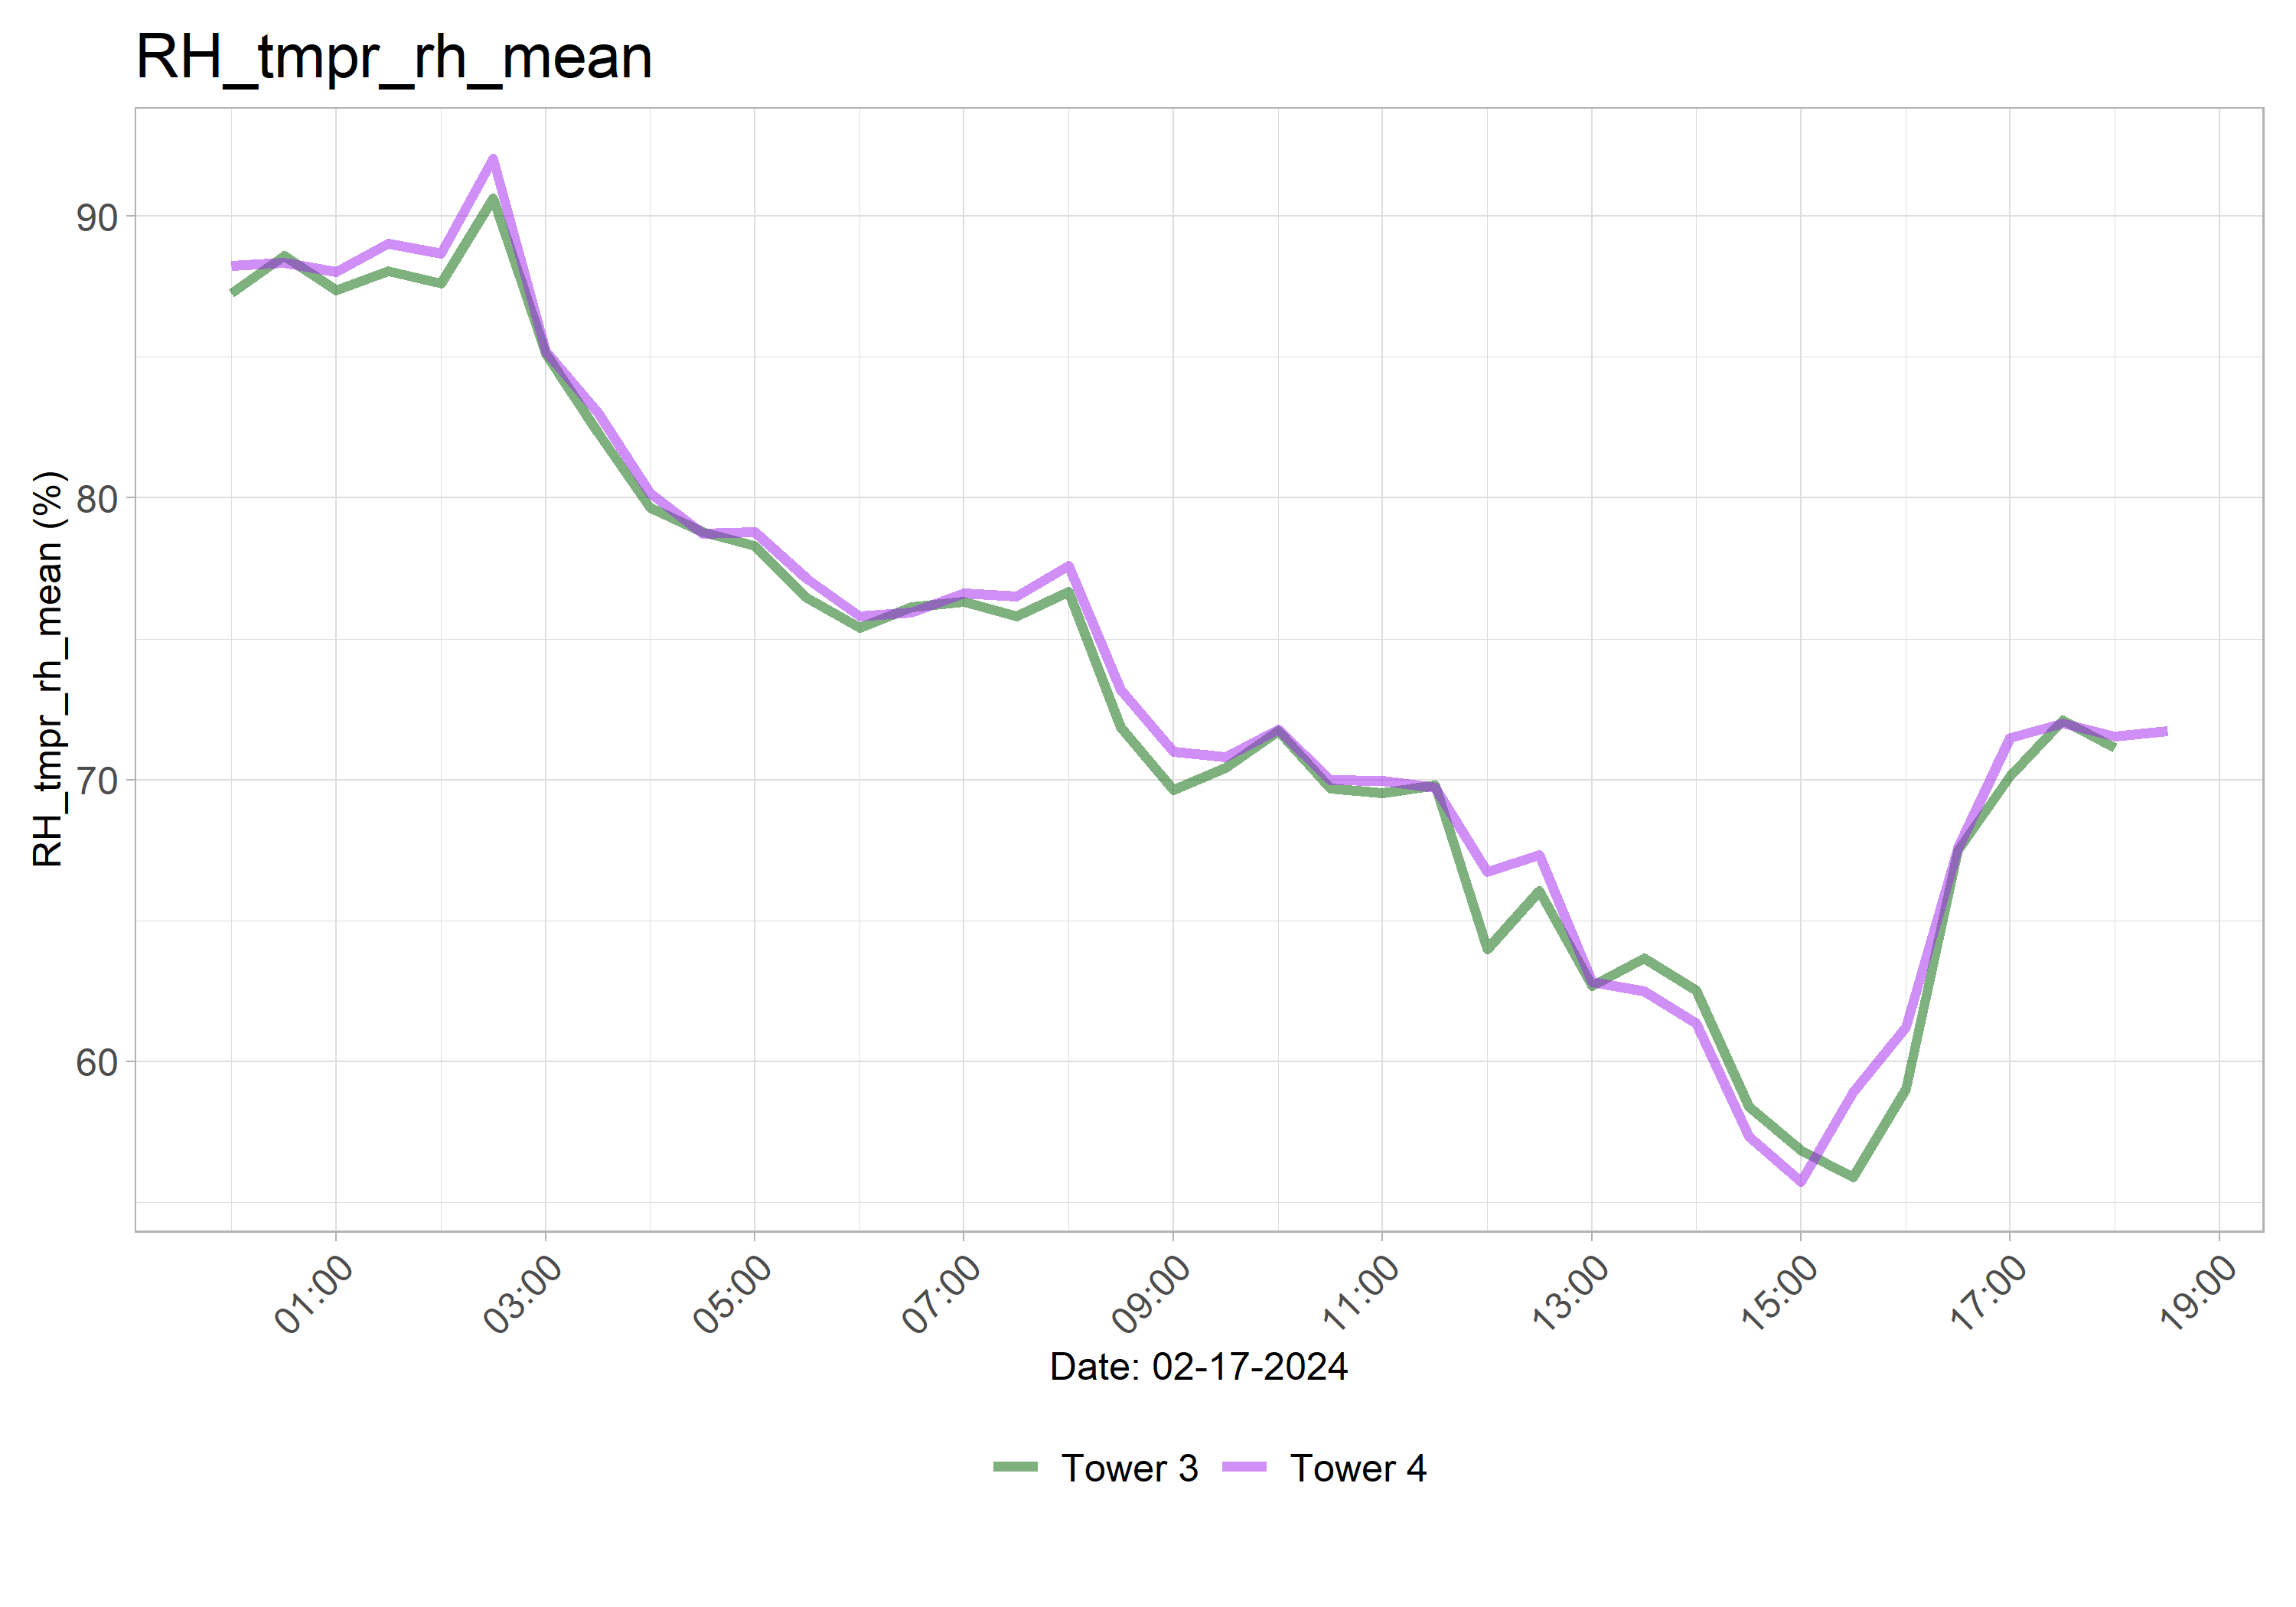 RH_tmpr_rh_mean
RH_tmpr_rh_mean (%)
90
80
70
60
01:00
03:00
05:00
07:00
09:00
11:00
13:00
15:00
17:00
19:00
Date: 02-17-2024
Tower 3
Tower 4